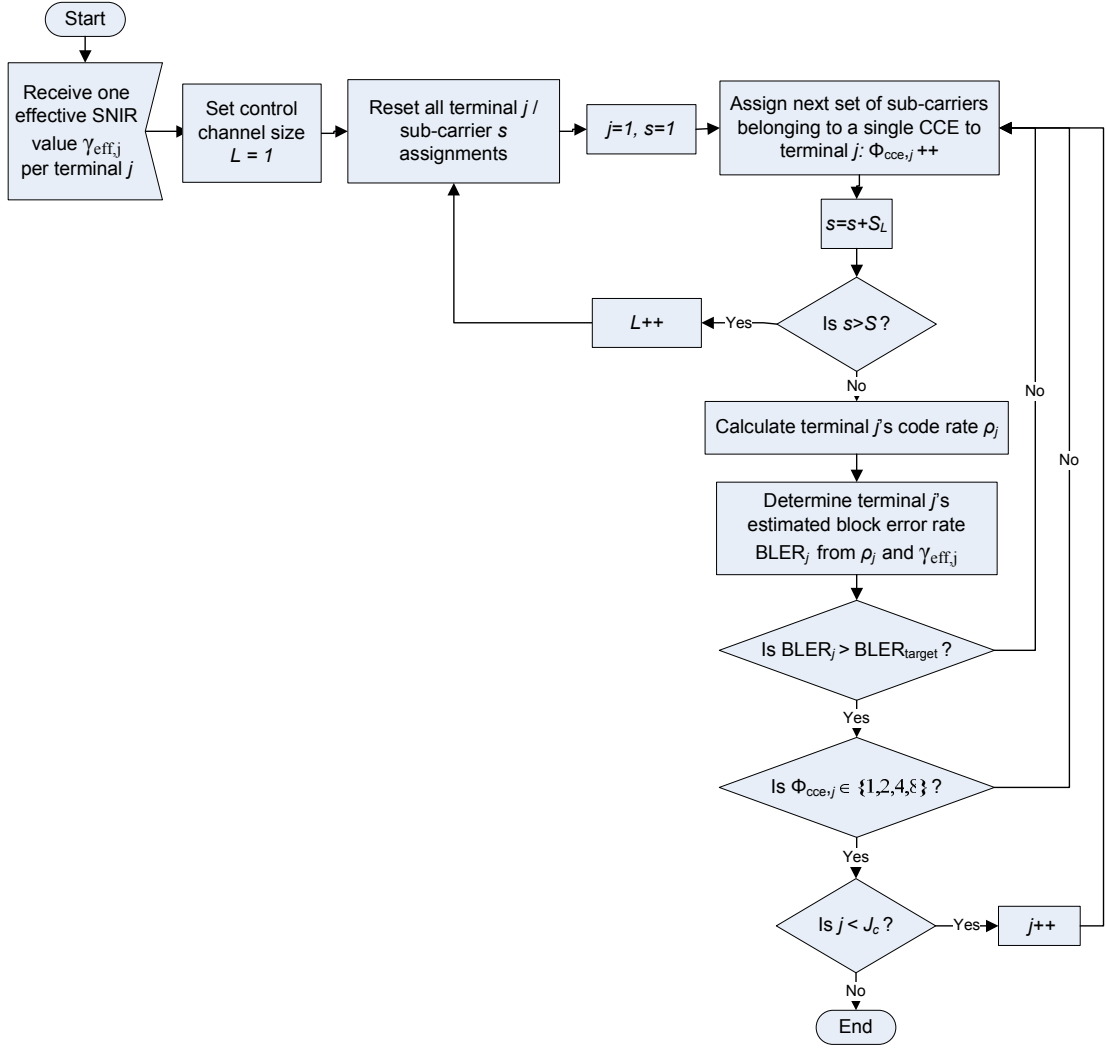 Start
Receive one
effective SNIR
value γeff,j
per terminal j
Set control
channel size
L = 1
Reset all terminal j /
sub-carrier s
assignments
j=1, s=1
Assign next set of sub-carriers
belonging to a single CCE to
terminal j: Φcce,j ++
s=s+SL
Is s>S ?
Yes
L++
No
Calculate terminal j's code rate ρj
Determine terminal j's
estimated block error rate
BLERj from ρj and γeff,j
Is BLERj > BLERtarget ?
No
Yes
Is Φcce,j ∈ {1,2,4,8} ?
No
Yes
Is j < Jc ?
Yes
j++
No
End